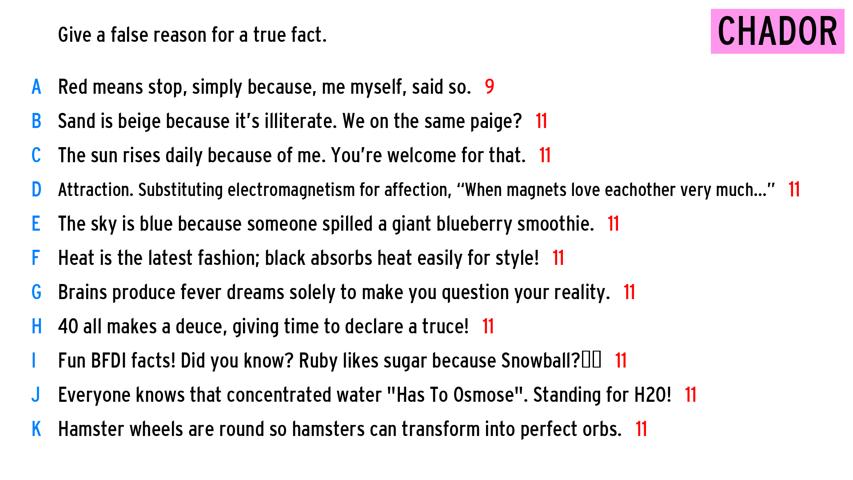 Give a false reason for a true fact.
CHADOR
A Red means stop, simply because, me myself, said so. 9
B Sand is beige because it's illiterate. We on the same paige? 11
C The sun rises daily because of me. You're welcome for that. 11
D Attraction. Substituting electromagnetism for affection, “When magnets love eachother very much...” 11
E The sky is blue because someone spilled a giant blueberry smoothie. 11
F Heat is the latest fashion; black absorbs heat easily for style! 11
G Brains produce fever dreams solely to make you question your reality. 11
H 40 all makes a deuce, giving time to declare a truce! 11
I Fun BFDI facts! Did you know? Ruby likes sugar because Snowball?▯▯ 11
J Everyone knows that concentrated water "Has To Osmose". Standing for H20! 11
K Hamster wheels are round so hamsters can transform into perfect orbs. 11